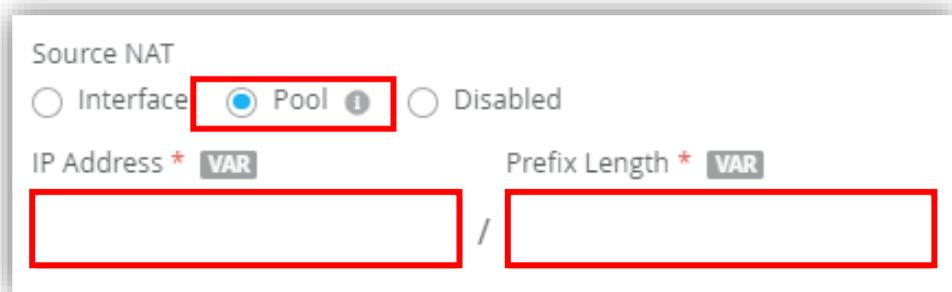 Source NAT
Interface Pool i Disabled
IP Address * VAR Prefix Length * VAR
/